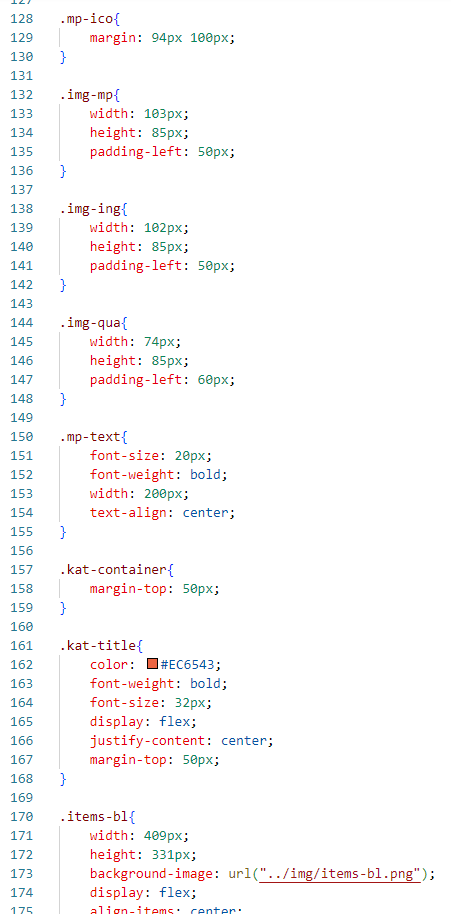 127
128 .mp-ico{
129 margin: 94px 100px;
130 }
131
132 .img-mp{
133 width: 103px;
134 height: 85px;
135 padding-left: 50px;
136 }
137
138 .img-ing{
139 width: 102px;
140 height: 85px;
141 padding-left: 50px;
142 }
143
144 .img-qua{
145 width: 74px;
146 height: 85px;
147 padding-left: 60px;
148 }
149
150 .mp-text{
151 font-size: 20px;
152 font-weight: bold;
153 width: 200px;
154 text-align: center;
155 }
156
157 .kat-container{
158 margin-top: 50px;
159 }
160
161 .kat-title{
162 color: #EC6543;
163 font-weight: bold;
164 font-size: 32px;
165 display: flex;
166 justify-content: center;
167 margin-top: 50px;
168 }
169
170 .items-bl{
171 width: 409px;
172 height: 331px;
173 background-image: url("../img/items-bl.png");
174 display: flex;
175 align-items: center;